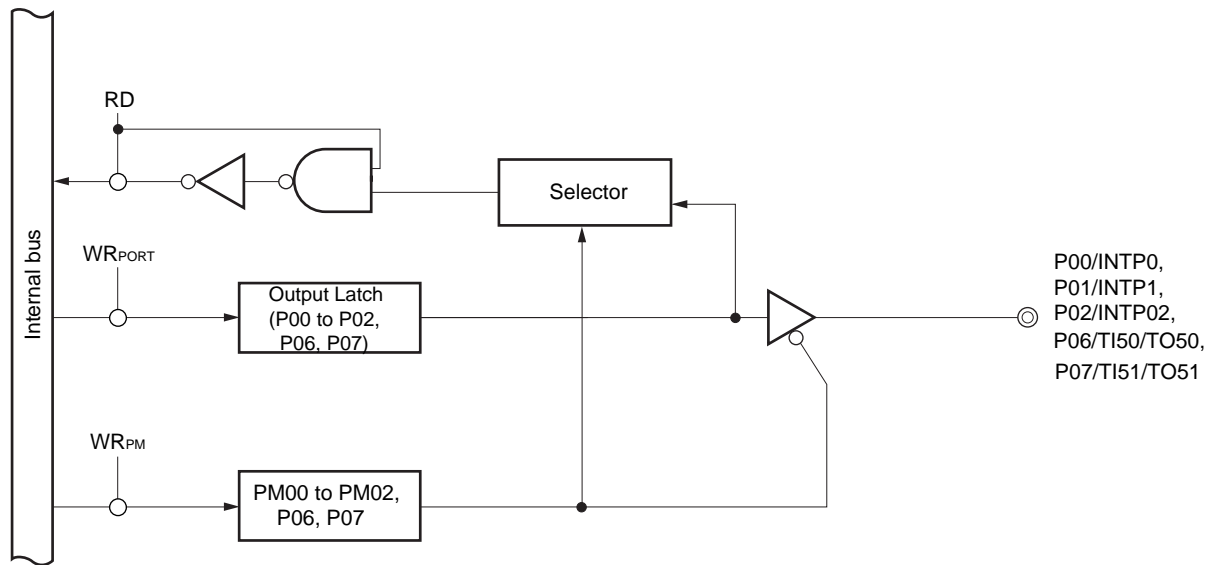 RD
Selector
Internal bus
WRPORT
Output Latch
(P00 to P02,
P06, P07)
P00/INTP0,
P01/INTP1,
P02/INTP02,
P06/TI50/TO50,
P07/TI51/TO51
WRPM
PM00 to PM02,
P06, P07